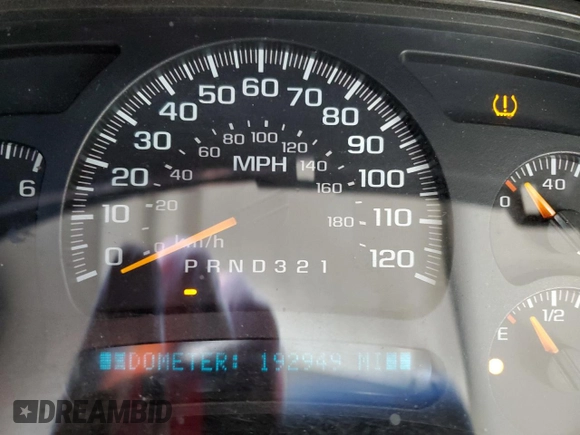 50 60 70
40 80
30 80 100 120 90
60 MPH 140
20 40 160 100
10 20 180 110
0 0 km/h 120
P R N D 3 2 1
ODOMETER: 192949 MI
6
0 40
E 1/2
DREAMBID